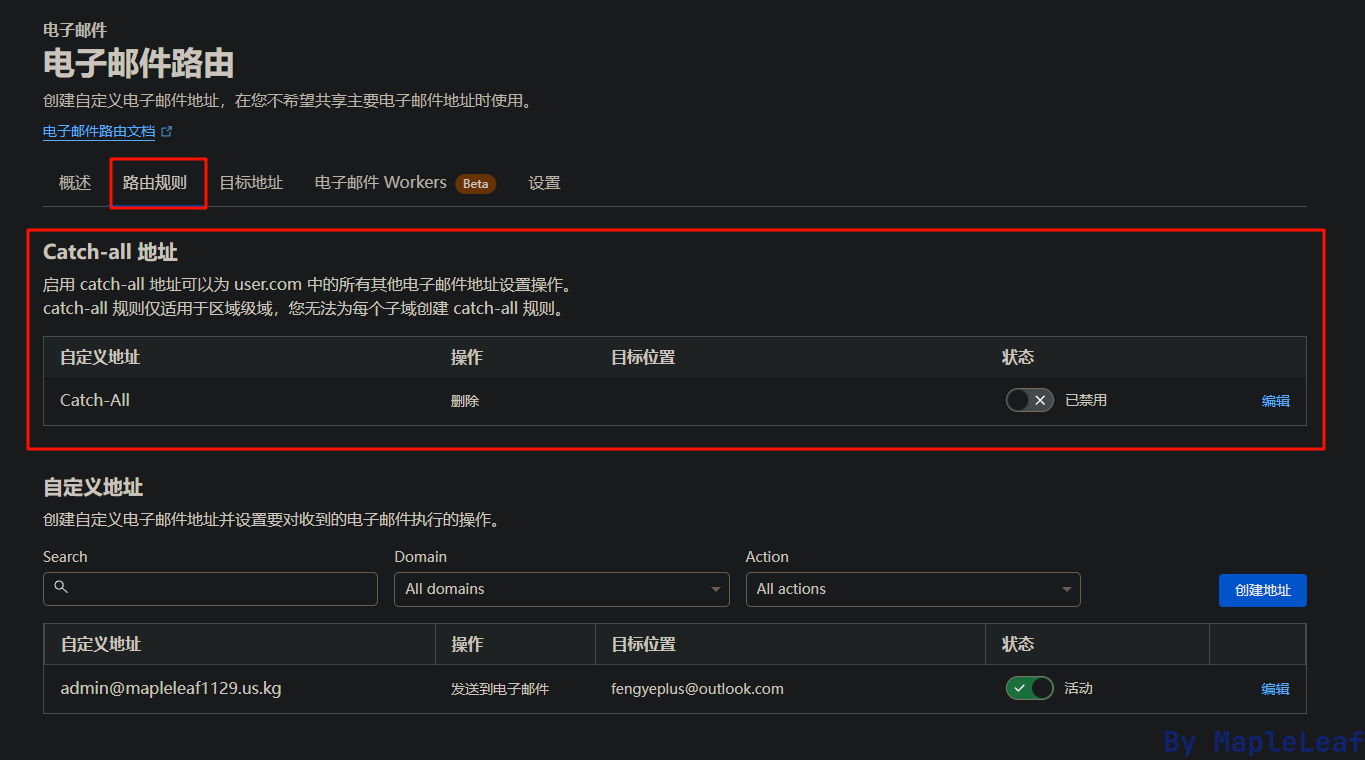 电子邮件
电子邮件路由
创建自定义电子邮件地址，在您不希望共享主要电子邮件地址时使用。
电子邮件路由文档
概述 路由规则 目标地址 电子邮件 Workers Beta 设置
Catch-all 地址
启用 catch-all 地址可以为 user.com 中的所有其他电子邮件地址设置操作。
catch-all 规则仅适用于区域级域，您无法为每个子域创建 catch-all 规则。
自定义地址 操作 目标位置 状态
Catch-All 删除 已禁用 编辑
自定义地址
创建自定义电子邮件地址并设置要对收到的电子邮件执行的操作。
Search Domain Action
All domains All actions 创建地址
自定义地址 操作 目标位置 状态
admin@mapleleaf1129.us.kg 发送到电子邮件 fengyeplus@outlook.com 活动 编辑
By MapleLeaf